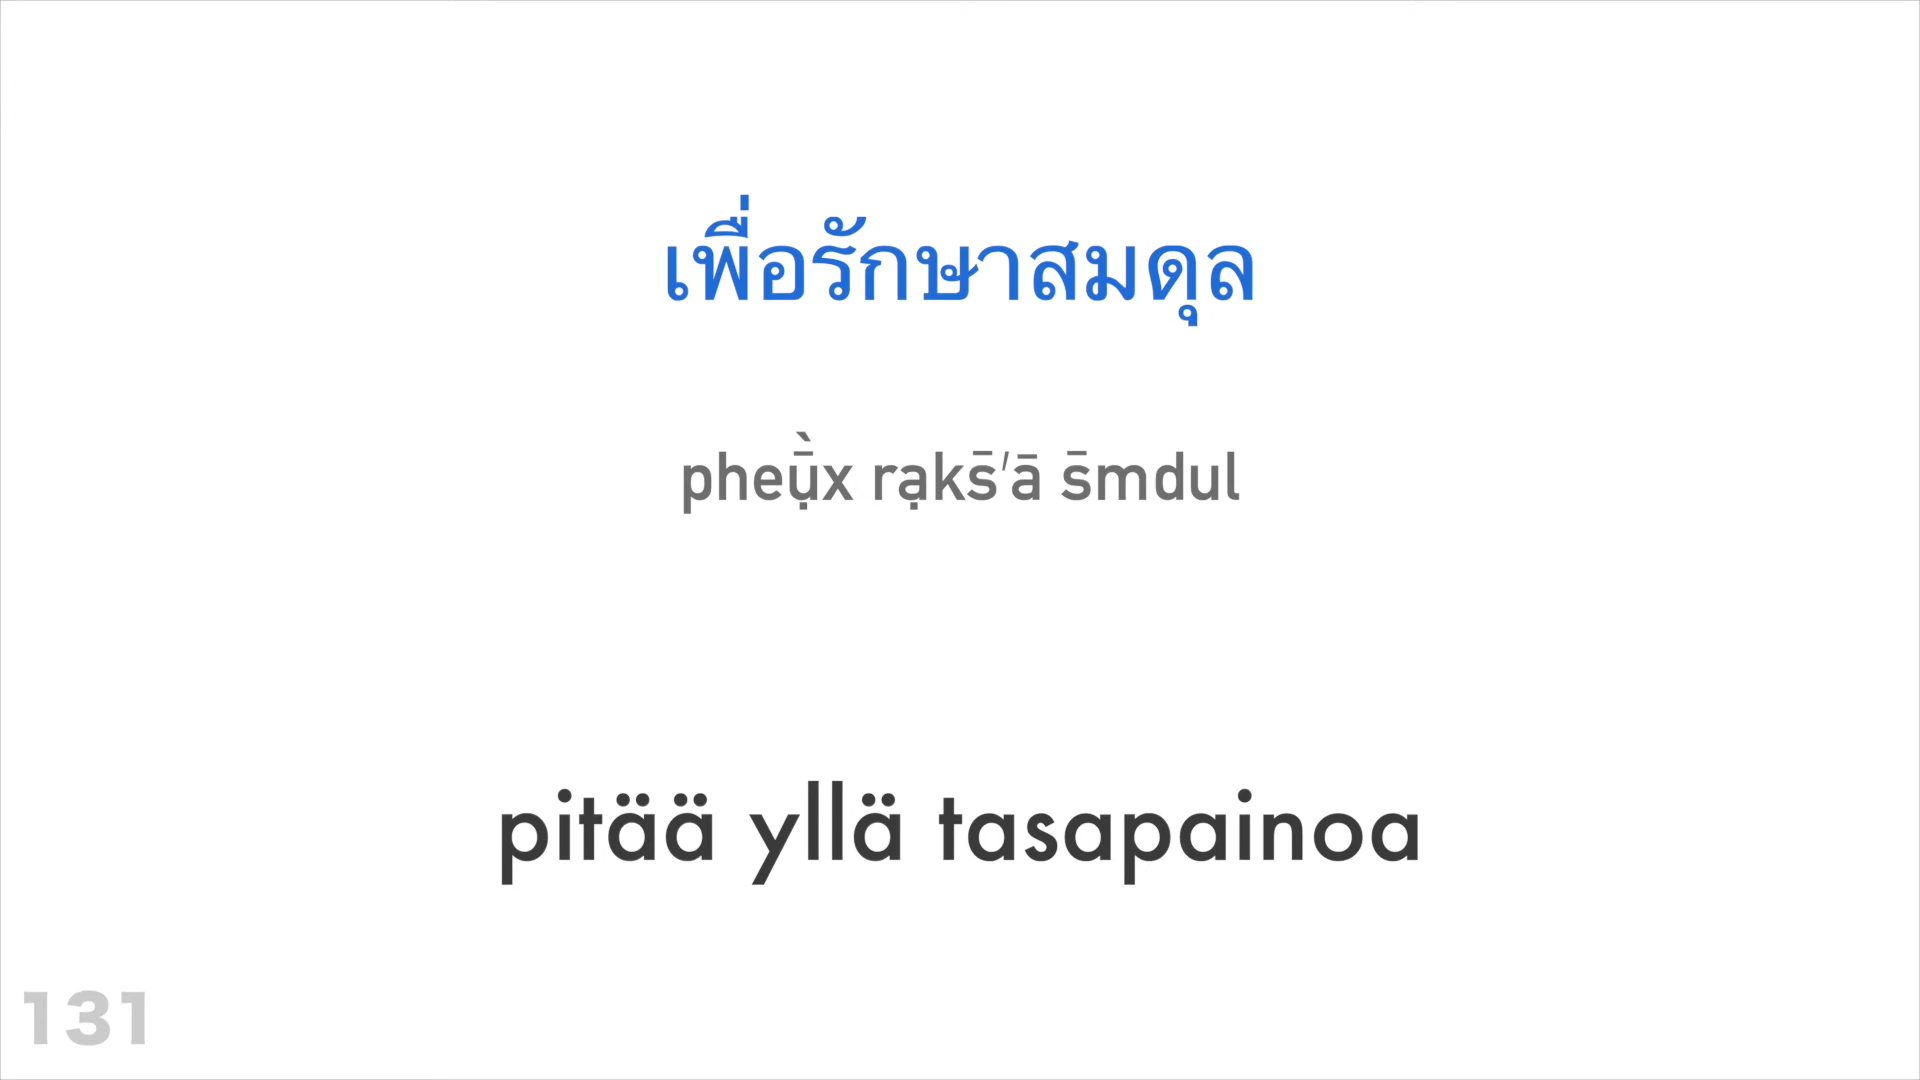 เพื่อรักษาสมดุล
pheụ̄̀x rạks̄ʹā s̄mdul
pitää yllä tasapainoa
131